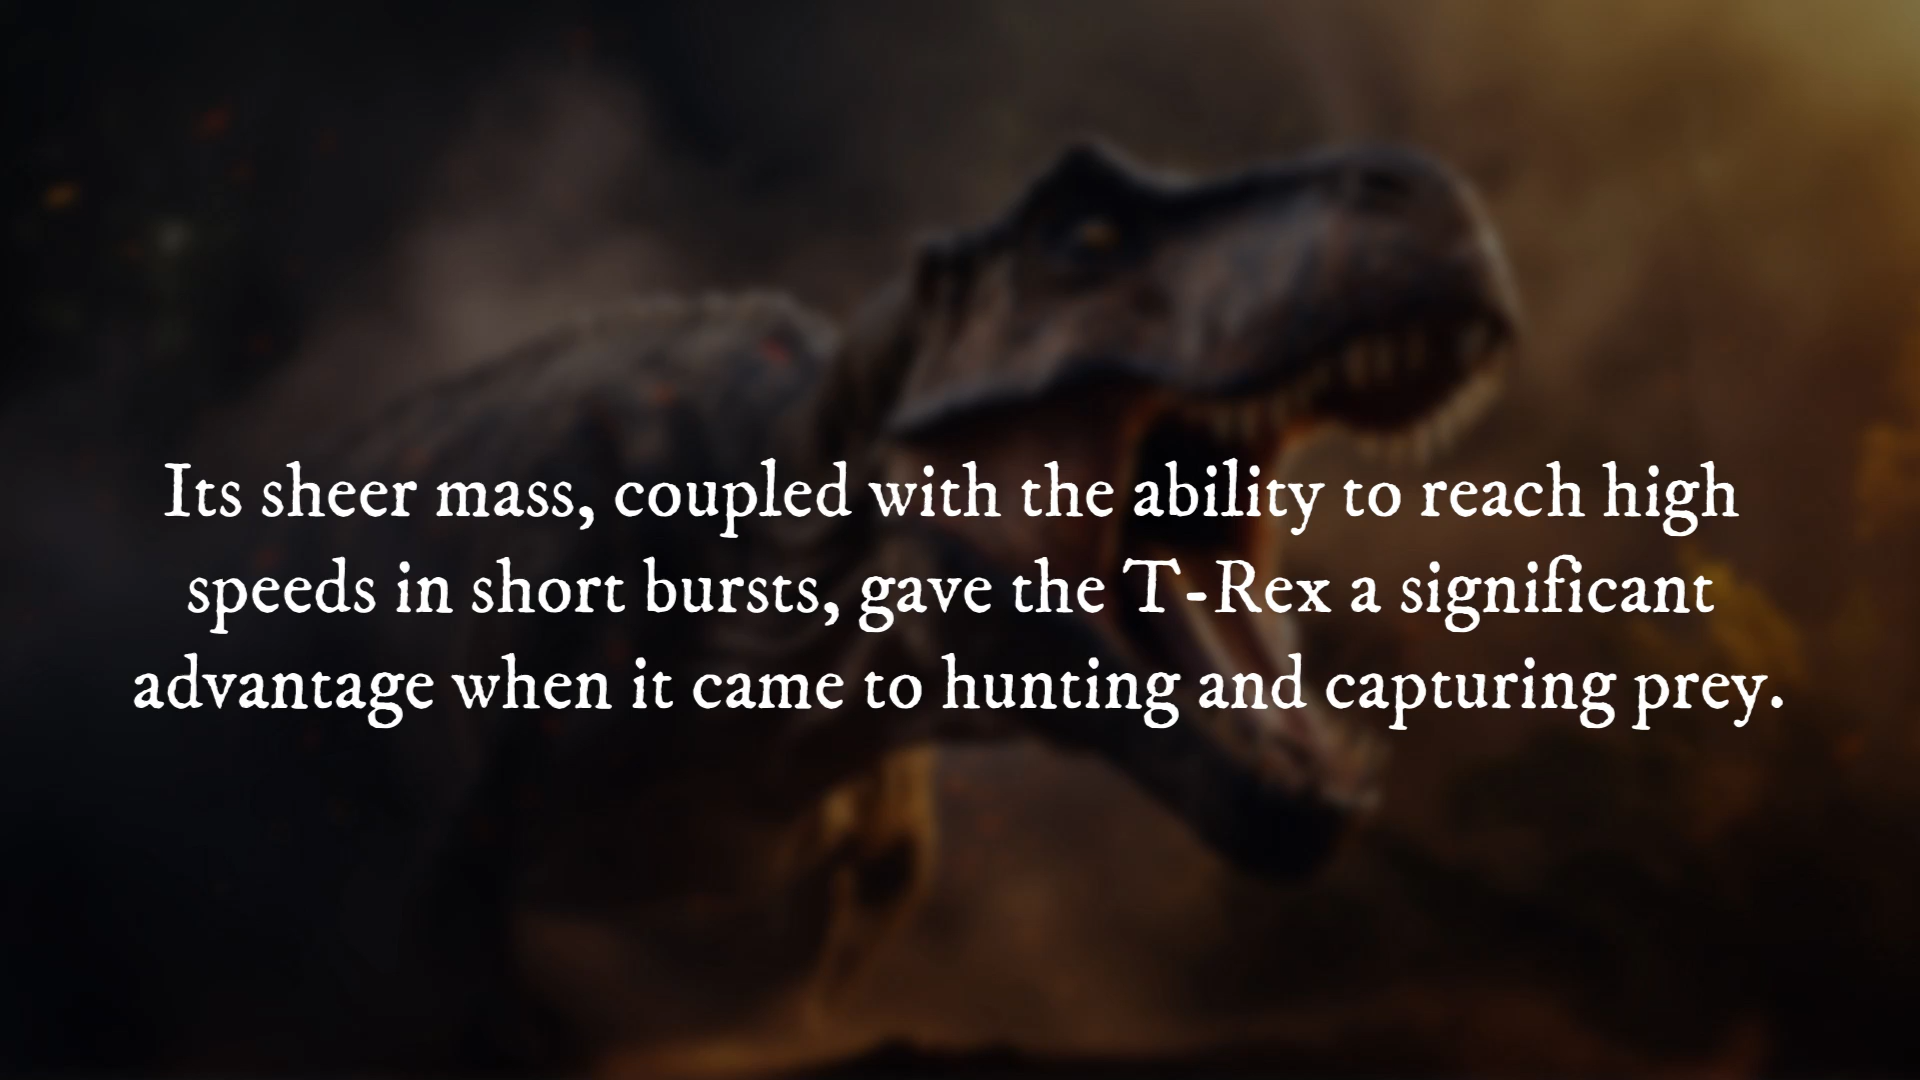 Its sheer mass, coupled with the ability to reach high
speeds in short bursts, gave the T-Rex a significant
advantage when it came to hunting and capturing prey.